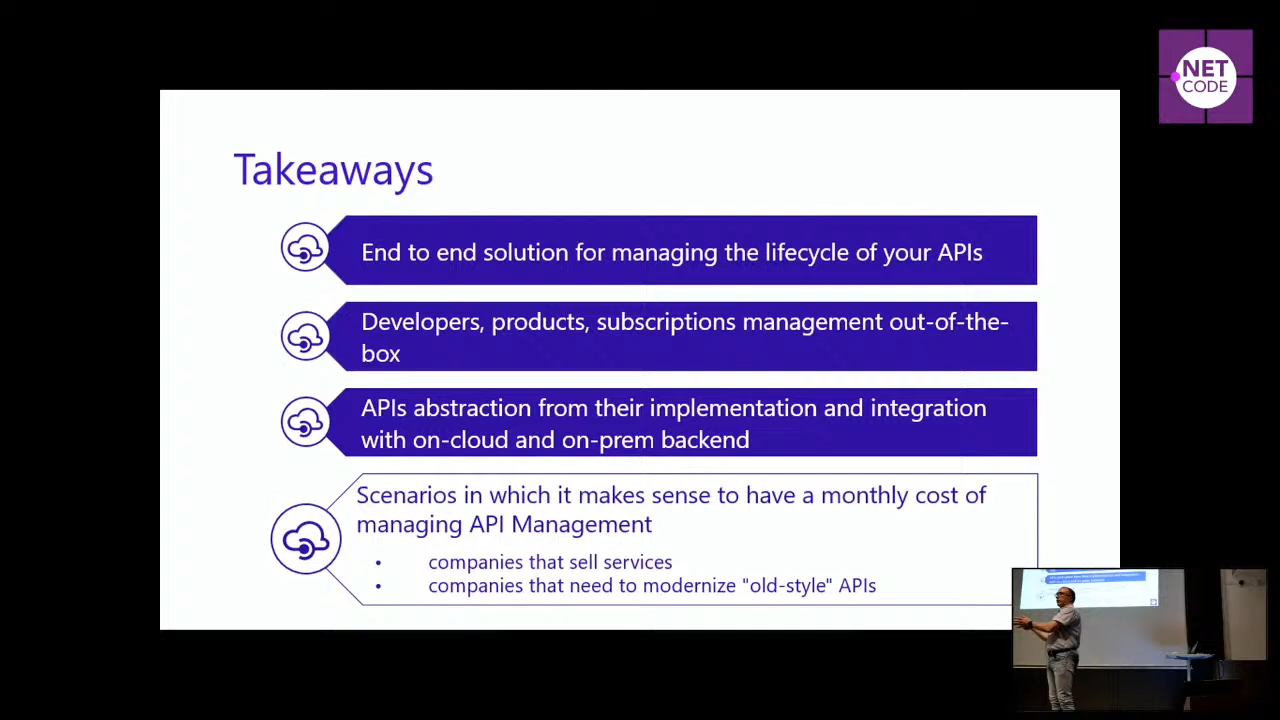 NET
CODE
Takeaways
End to end solution for managing the lifecycle of your APIs
Developers, products, subscriptions management out-of-the-
box
APIs abstraction from their implementation and integration
with on-cloud and on-prem backend
Scenarios in which it makes sense to have a monthly cost of
managing API Management
• companies that sell services
• companies that need to modernize "old-style" APIs